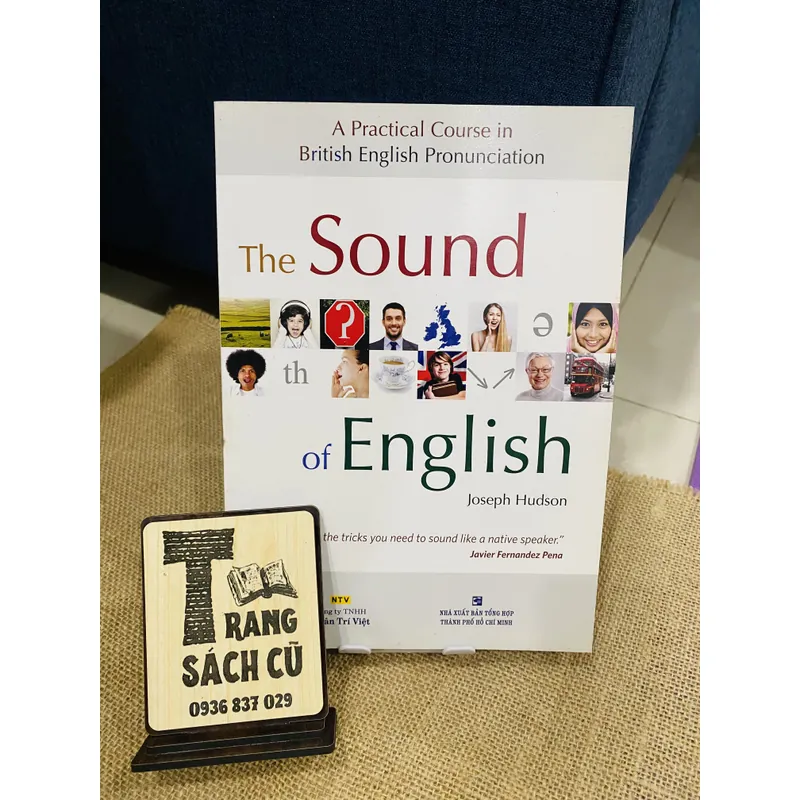 A Practical Course in
British English Pronunciation
The Sound
?
ə
th
of English
Joseph Hudson
the tricks you need to sound like a native speaker.”
Javier Fernandez Pena
NTV
ty TNHH
ân Trí Việt
NHÀ XUẤT BẢN TỔNG HỢP
THÀNH PHỐ HỒ CHÍ MINH
TRANG
SÁCH CŨ
0936 837 029